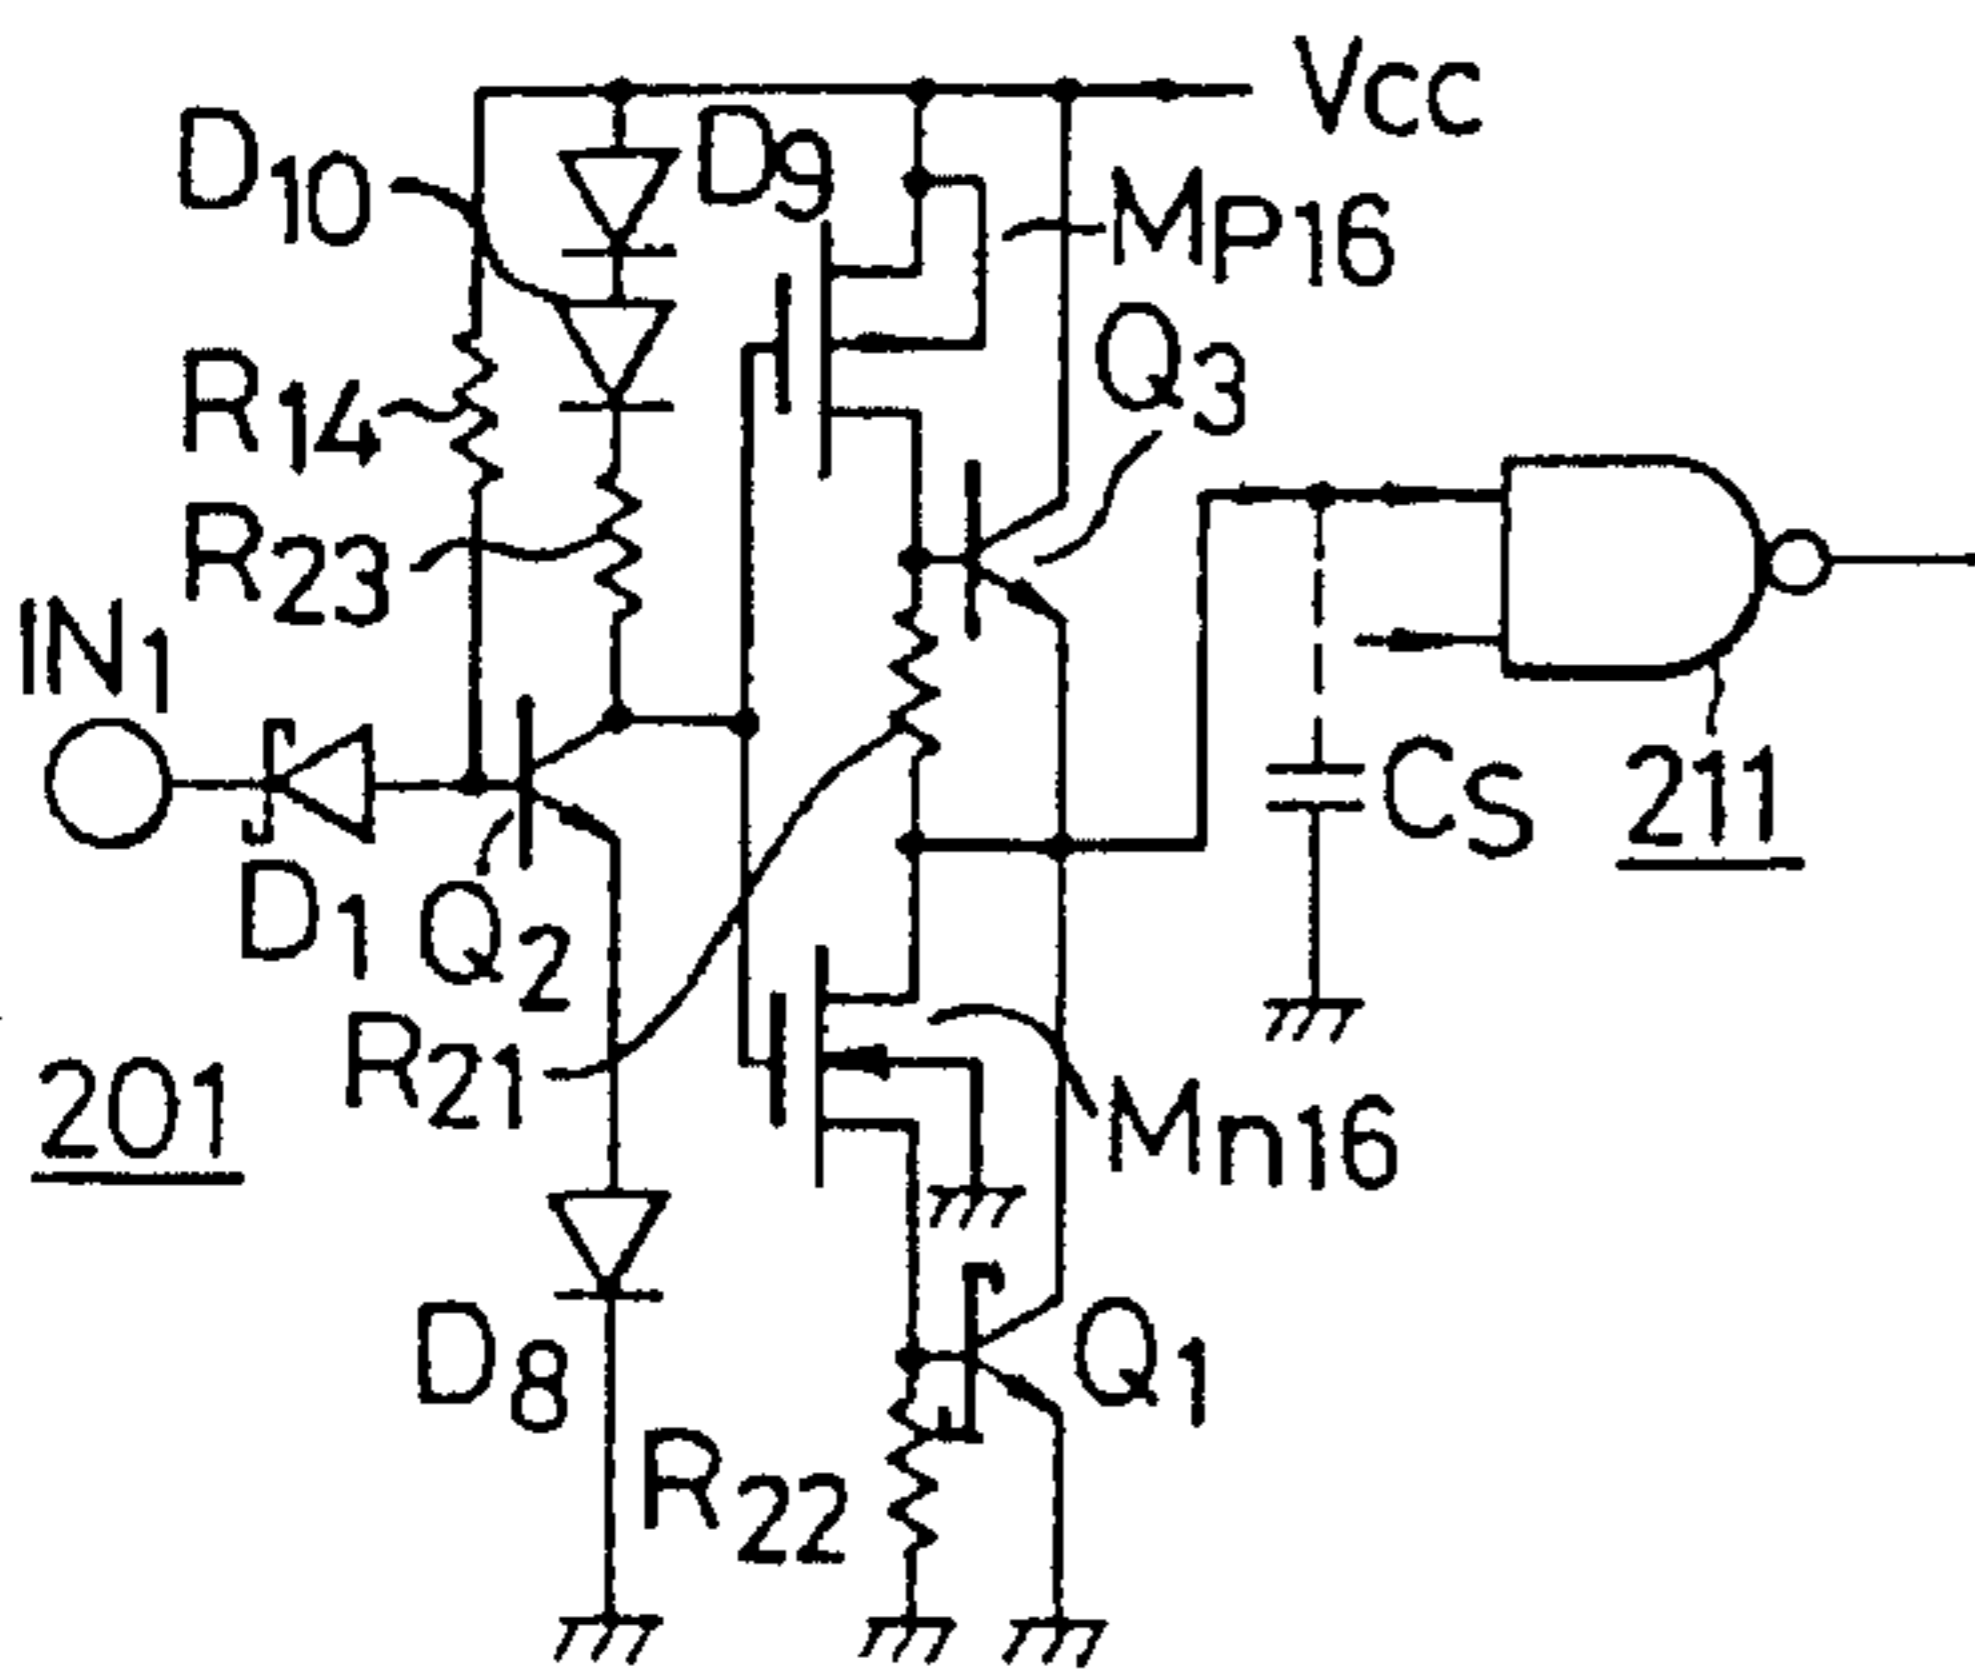 Vcc
D10
D9
MP16
R14
Q3
R23
IN1
D1
Q2
Cs
211
R21
201
Mn16
D8
Q1
R22